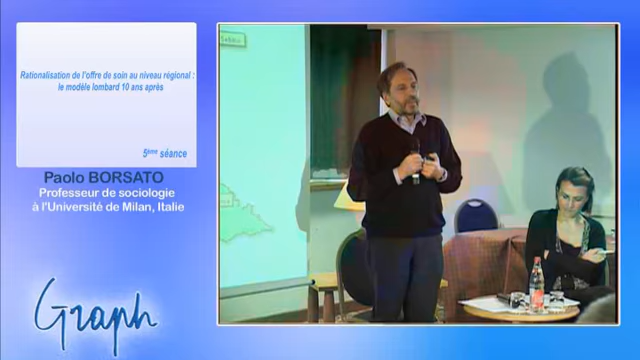 Rationalisation de l'offre de soin au niveau régional :
le modèle lombard 10 ans après
5ème séance
Paolo BORSATO
Professeur de sociologie
à l'Université de Milan, Italie
Graph